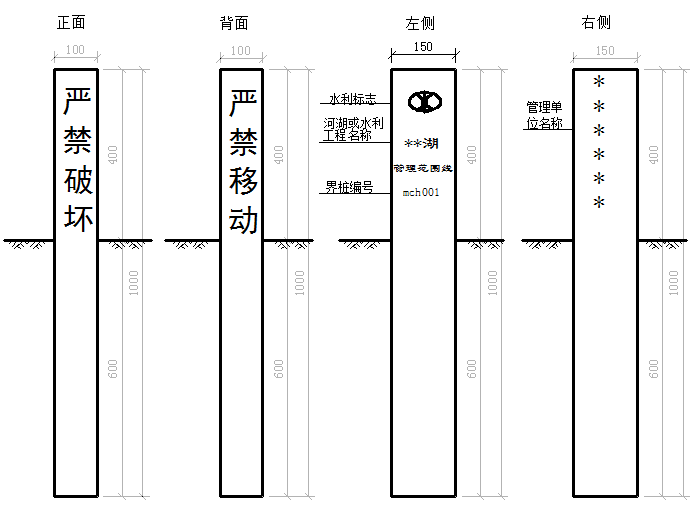 正面
背面
左侧
右侧
100
100
150
150
严禁破坏
严禁移动
水利标志
河湖或水利
工程名称
界桩编号
**湖
管理范围线
mch001
管理单
位名称
******
400
600
1000
400
600
1000
400
600
1000
400
600
1000